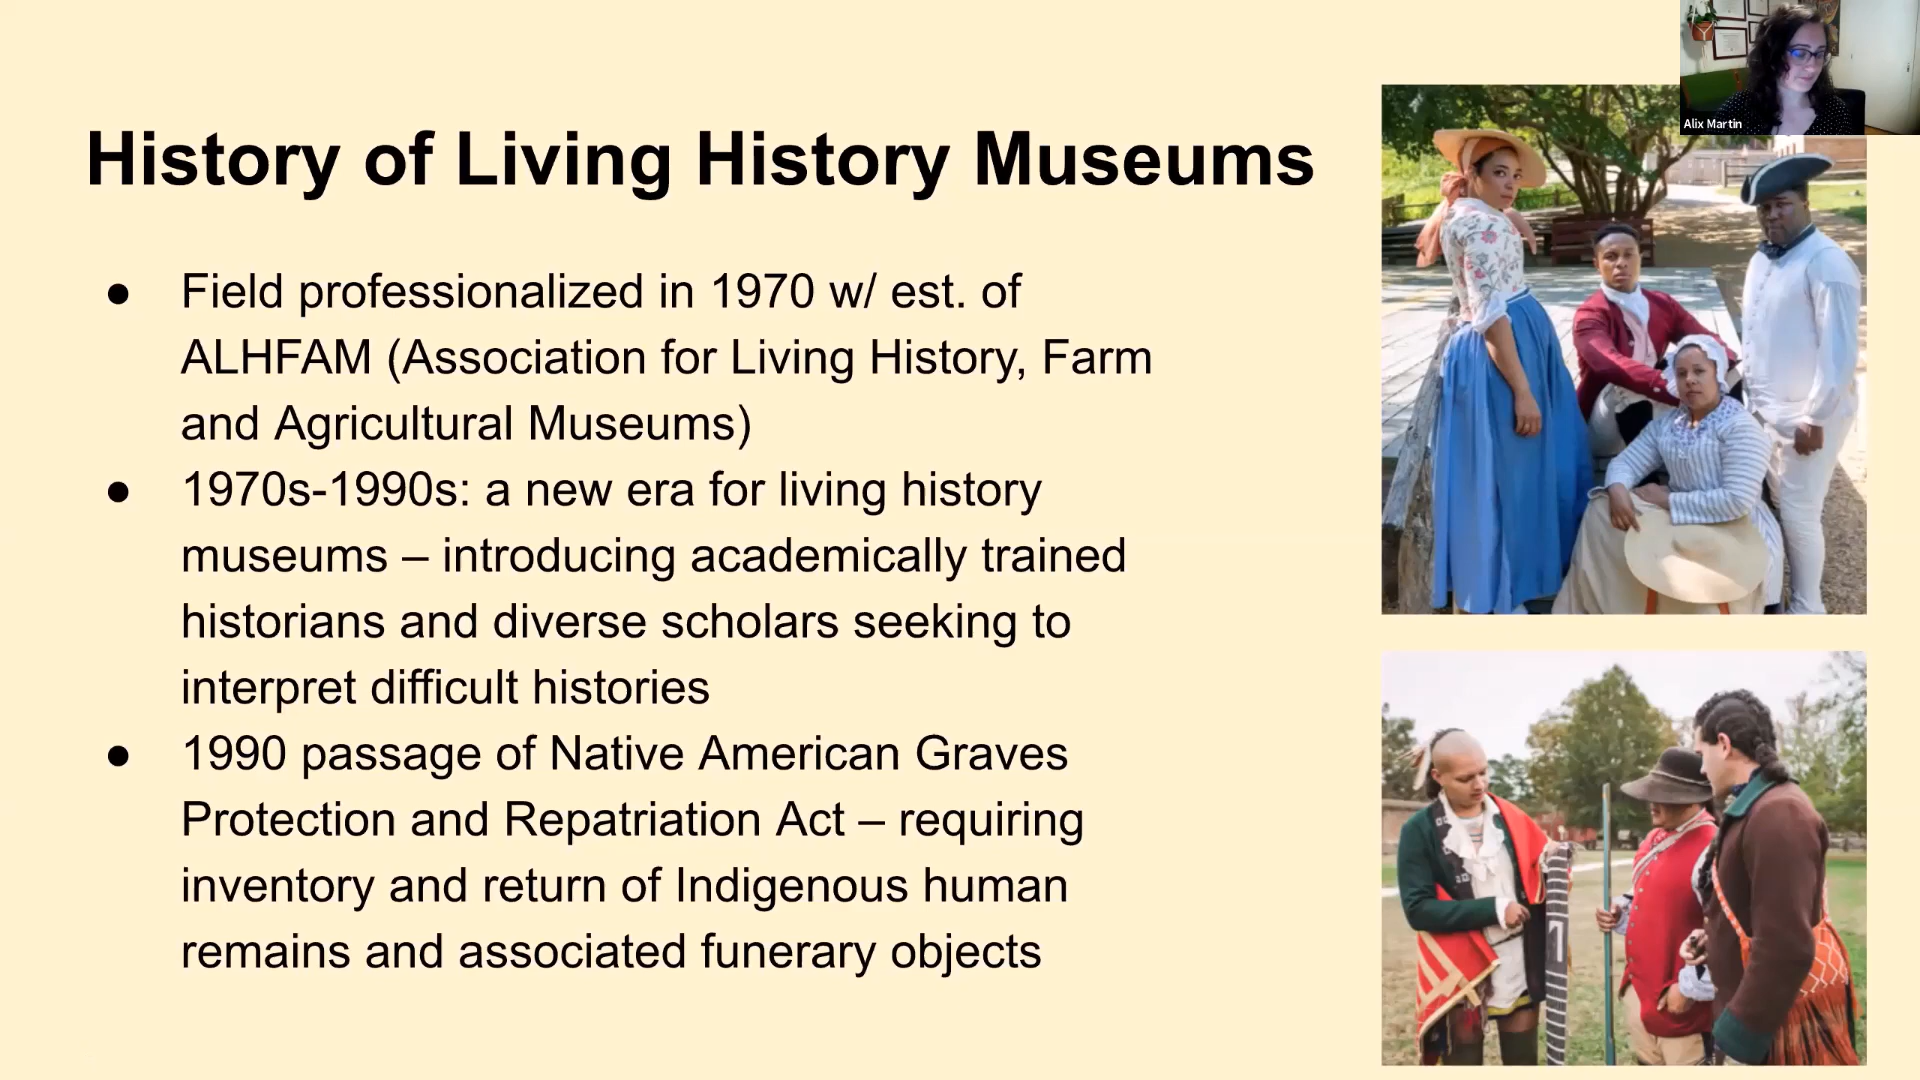 Alix Martin
History of Living History Museums
● Field professionalized in 1970 w/ est. of
ALHFAM (Association for Living History, Farm
and Agricultural Museums)
● 1970s-1990s: a new era for living history
museums – introducing academically trained
historians and diverse scholars seeking to
interpret difficult histories
● 1990 passage of Native American Graves
Protection and Repatriation Act – requiring
inventory and return of Indigenous human
remains and associated funerary objects